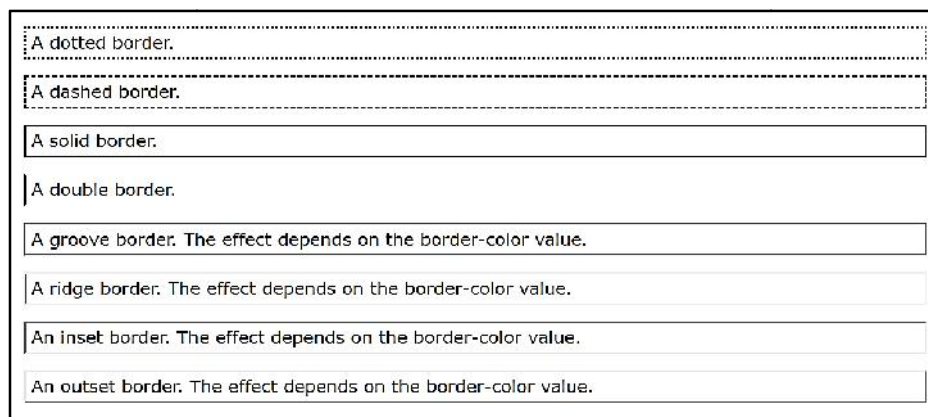 A dotted border.
A dashed border.
A solid border.
A double border.
A groove border. The effect depends on the border-color value.
A ridge border. The effect depends on the border-color value.
An inset border. The effect depends on the border-color value.
An outset border. The effect depends on the border-color value.